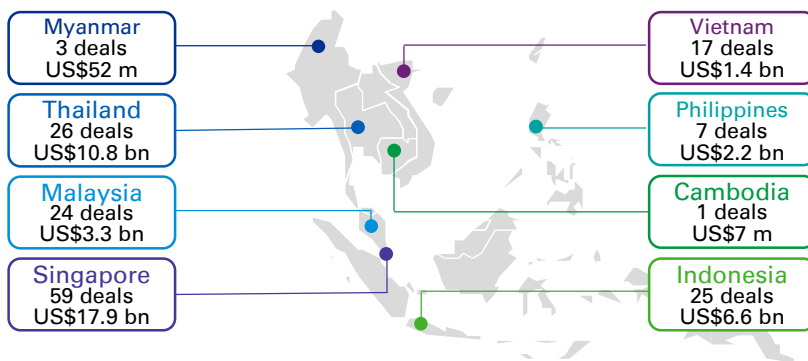 Myanmar
3 deals
US$52 m
Thailand
26 deals
US$10.8 bn
Malaysia
24 deals
US$3.3 bn
Singapore
59 deals
US$17.9 bn
Vietnam
17 deals
US$1.4 bn
Philippines
7 deals
US$2.2 bn
Cambodia
1 deals
US$7 m
Indonesia
25 deals
US$6.6 bn